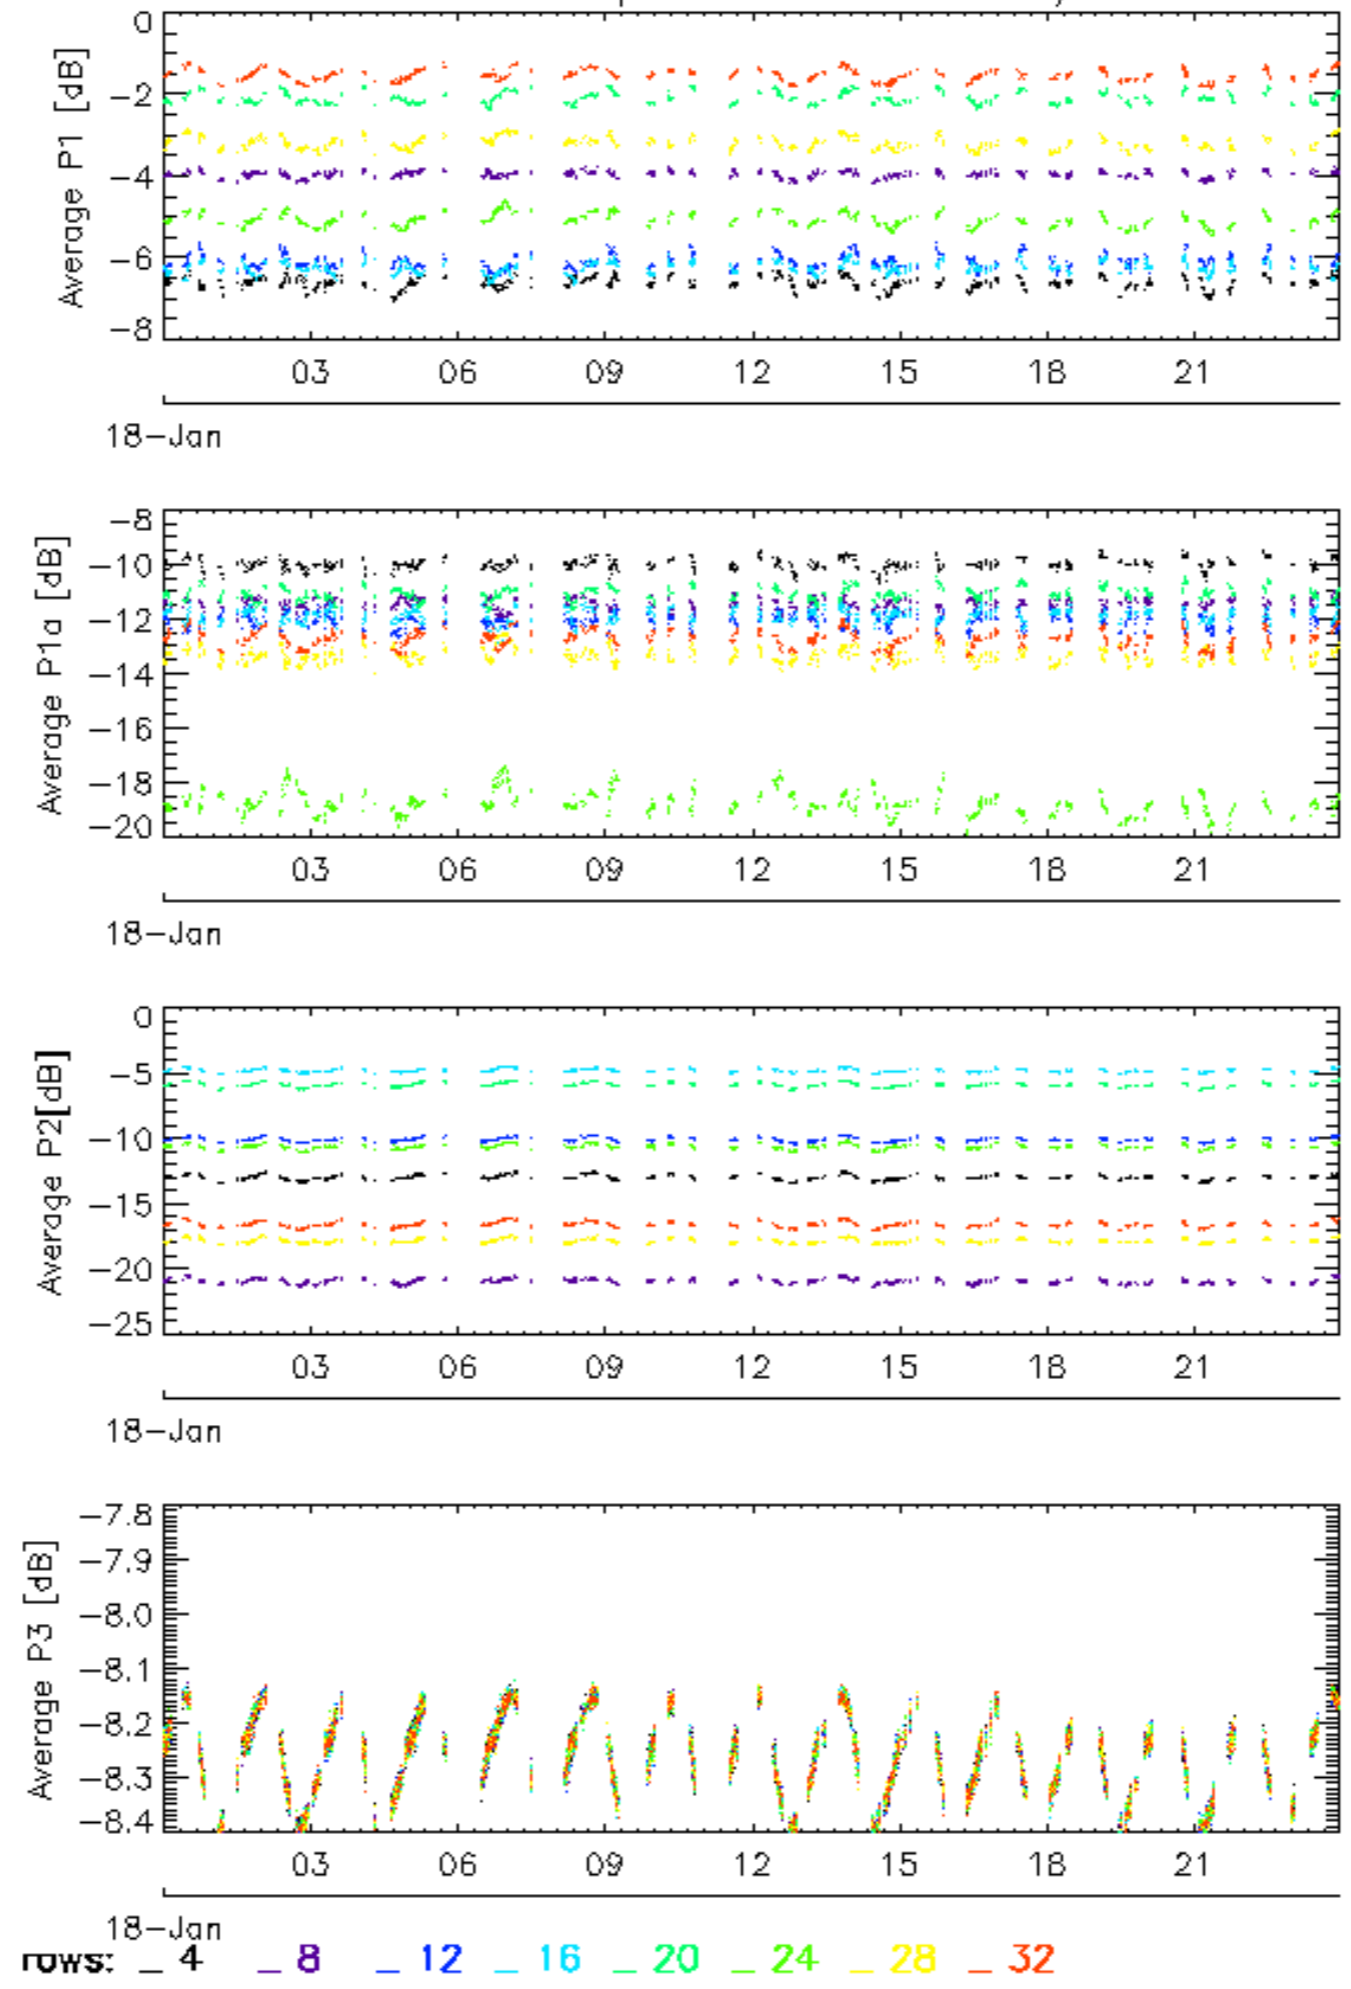 0
−2
−4
−6
−8
Average P1 [dB]
03 06 09 12 15 18 21
18−Jan
−8
−10
−12
−14
−16
−18
−20
Average P1a [dB]
03 06 09 12 15 18 21
18−Jan
0
−5
−10
−15
−20
−25
Average P2[dB]
03 06 09 12 15 18 21
18−Jan
−7.8
−7.9
−8.0
−8.1
−8.2
−8.3
−8.4
Average P3 [dB]
03 06 09 12 15 18 21
18−Jan
rows: _ 4 _ 8 _ 12 _ 16 _ 20 _ 24 _ 28 _ 32